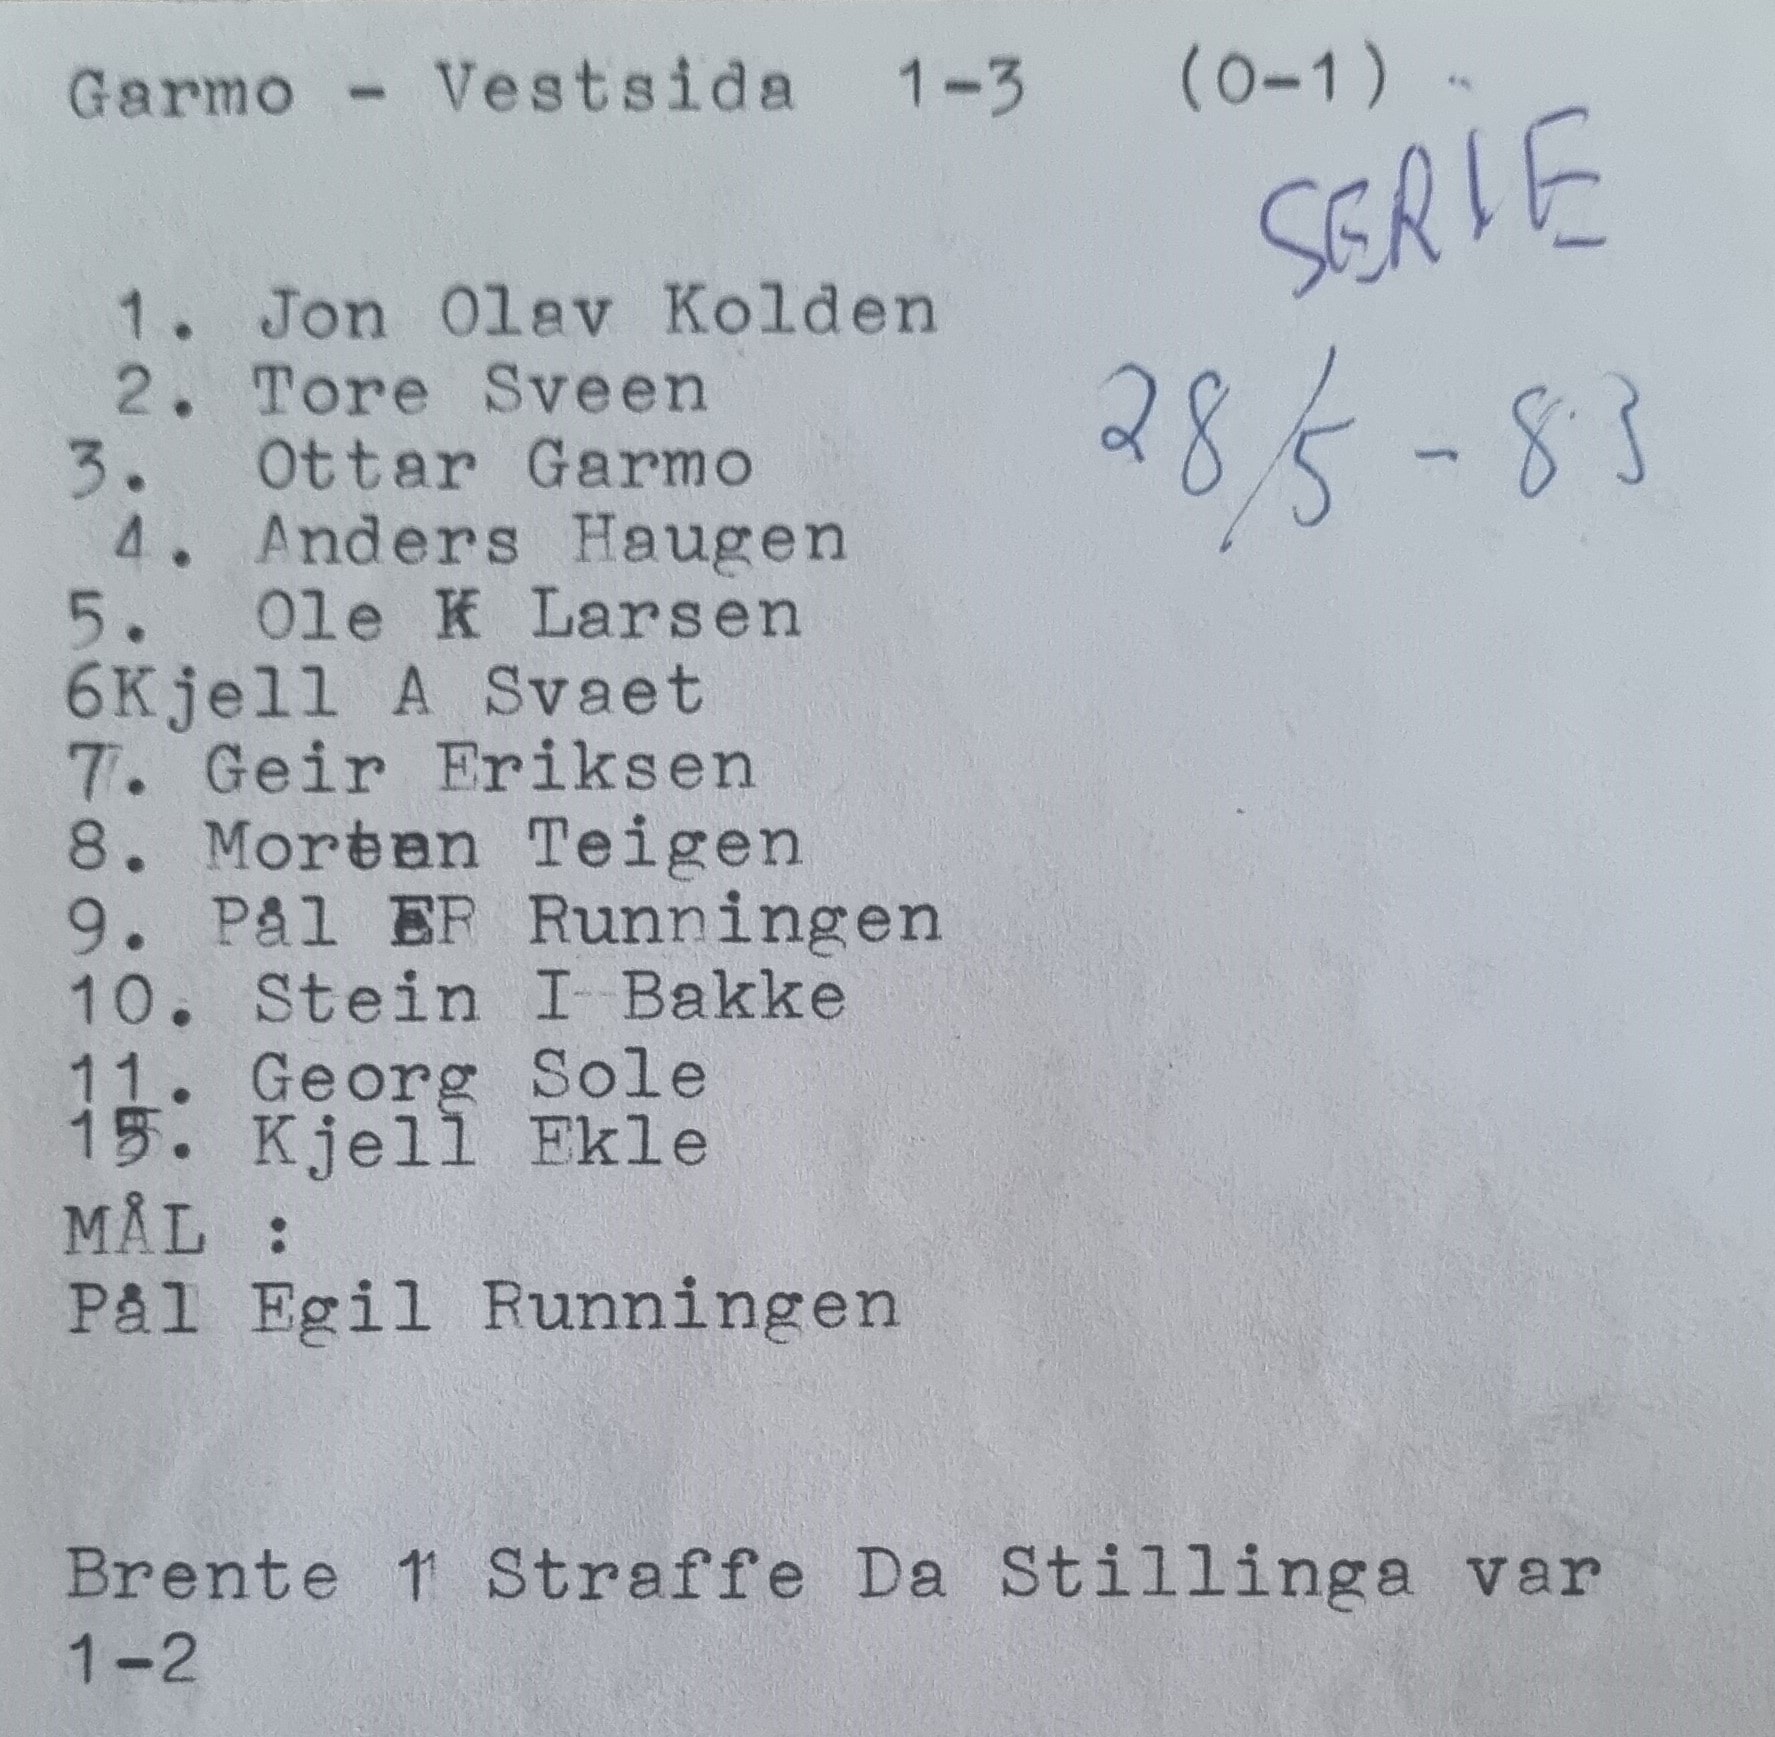 Garmo - Vestsida 1-3 (0-1)
SERIE
1. Jon Olav Kolden
2. Tore Sveen
28/5 - 83
3. Ottar Garmo
4. Anders Haugen
5. Ole K Larsen
6Kjell A Svaet
7. Geir Eriksen
8. Morten Teigen
9. Pål Runningen
10. Stein I Bakke
11. Georg Sole
Kjell Ekle
MÅL :
Pål Egil Runningen
Brente 1 Straffe Da Stillinga var
1-2